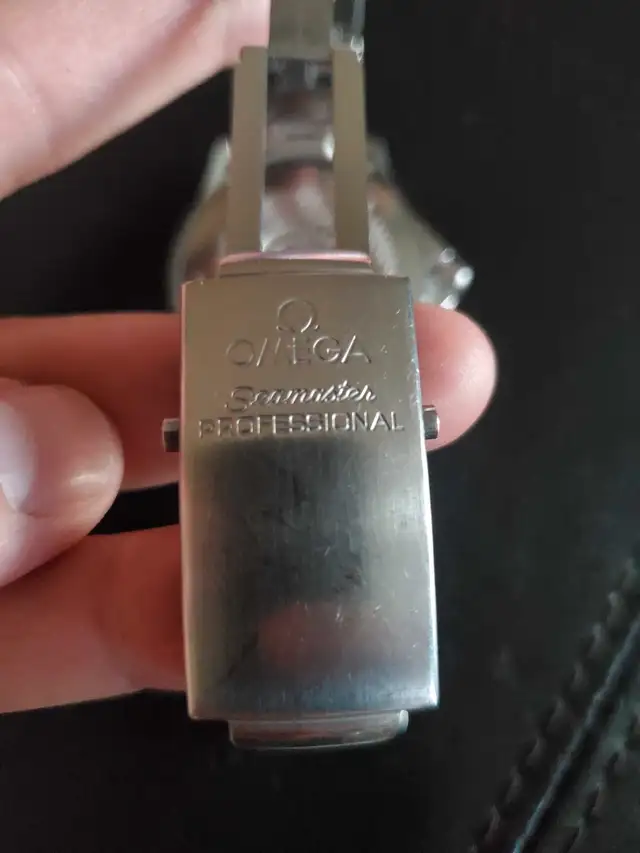 Ω
OMEGA
Seamaster
PROFESSIONAL